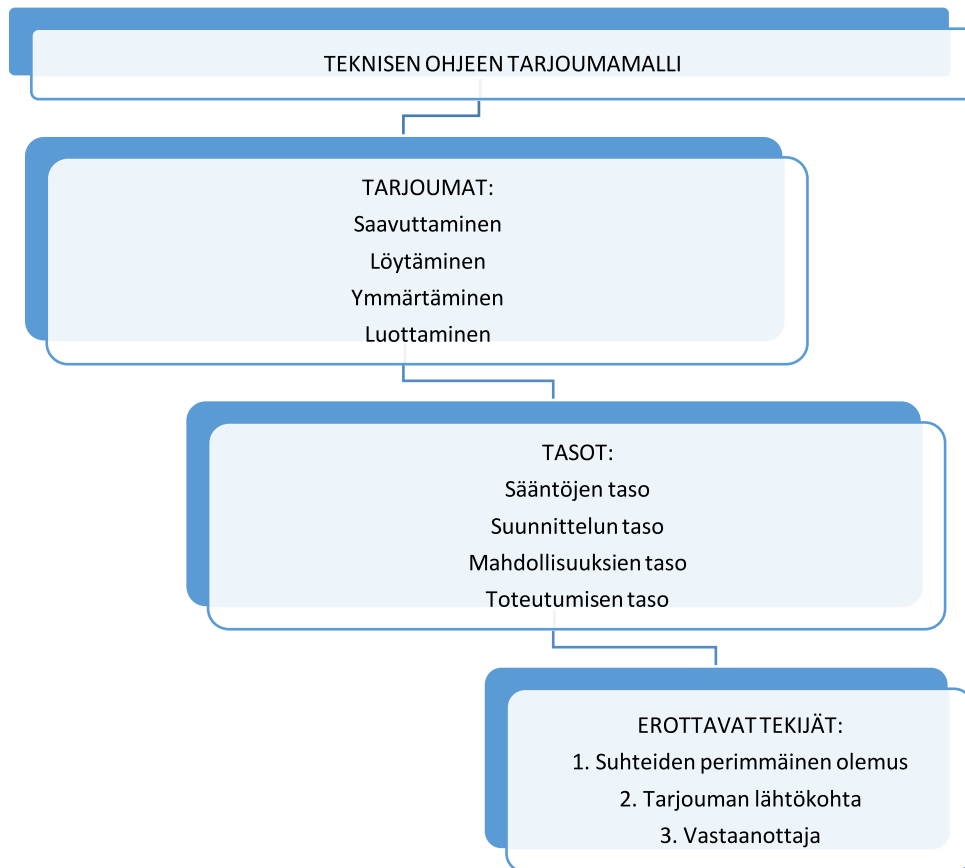 TEKNISEN OHJEEN TARJOUMAMALLI
TARJOUMAT:
Saavuttaminen
Löytäminen
Ymmärtäminen
Luottaminen
TASOT:
Sääntöjen taso
Suunnittelun taso
Mahdollisuuksien taso
Toteutumisen taso
EROTTAVAT TEKIJÄT:
1. Suhteiden perimmäinen olemus
2. Tarjouman lähtökohta
3. Vastaanottaja